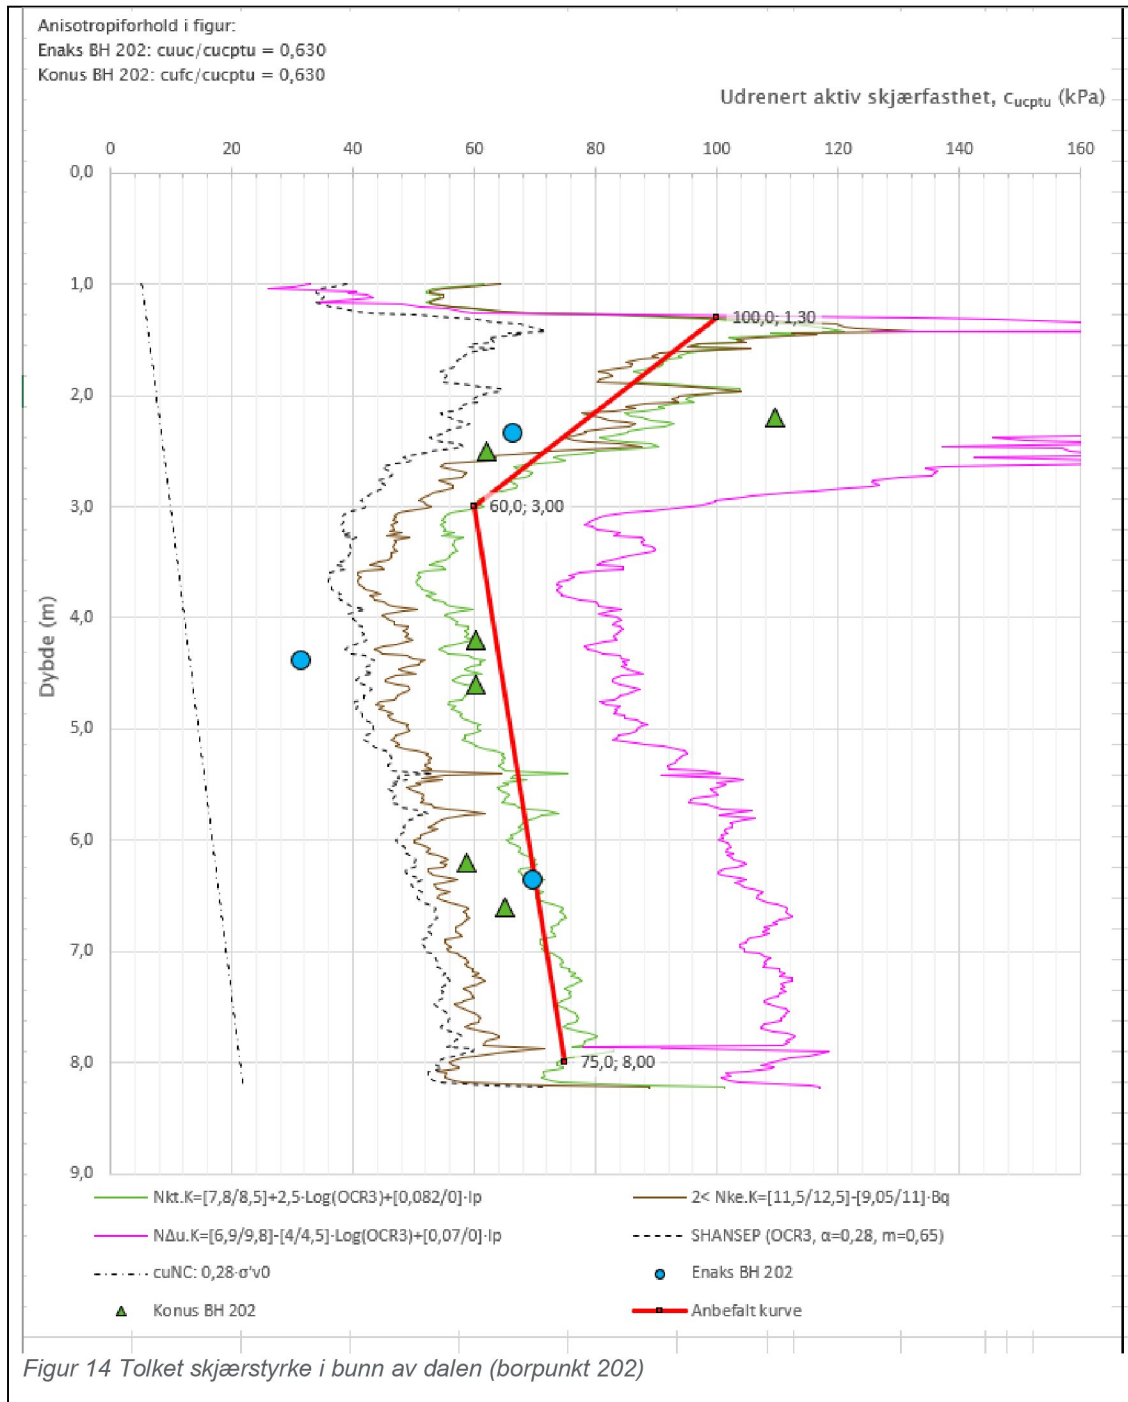 Anisotropiforhold i figur:
Enaks BH 202: cuuc/cucptu = 0,630
Konus BH 202: cufc/cucptu = 0,630
Udrenert aktiv skjærfasthet, cucptu (kPa)
0 20 40 60 80 100 120 140 160
0,0
1,0
100,0; 1,30
2,0
3,0
60,0; 3,00
4,0
Dybde (m)
5,0
6,0
7,0
8,0
75,0; 8,00
9,0
Nkt.K=[7,8/8,5]+2,5·Log(OCR3)+[0,082/0]·Ip
2< Nke.K=[11,5/12,5]-[9,05/11]·Bq
NΔu.K=[6,9/9,8]-[4/4,5]·Log(OCR3)+[0,07/0]·Ip
SHANSEP (OCR3, α=0,28, m=0,65)
cuNC: 0,28·σ'v0
Enaks BH 202
Konus BH 202
Anbefalt kurve
Figur 14 Tolket skjærstyrke i bunn av dalen (borpunkt 202)